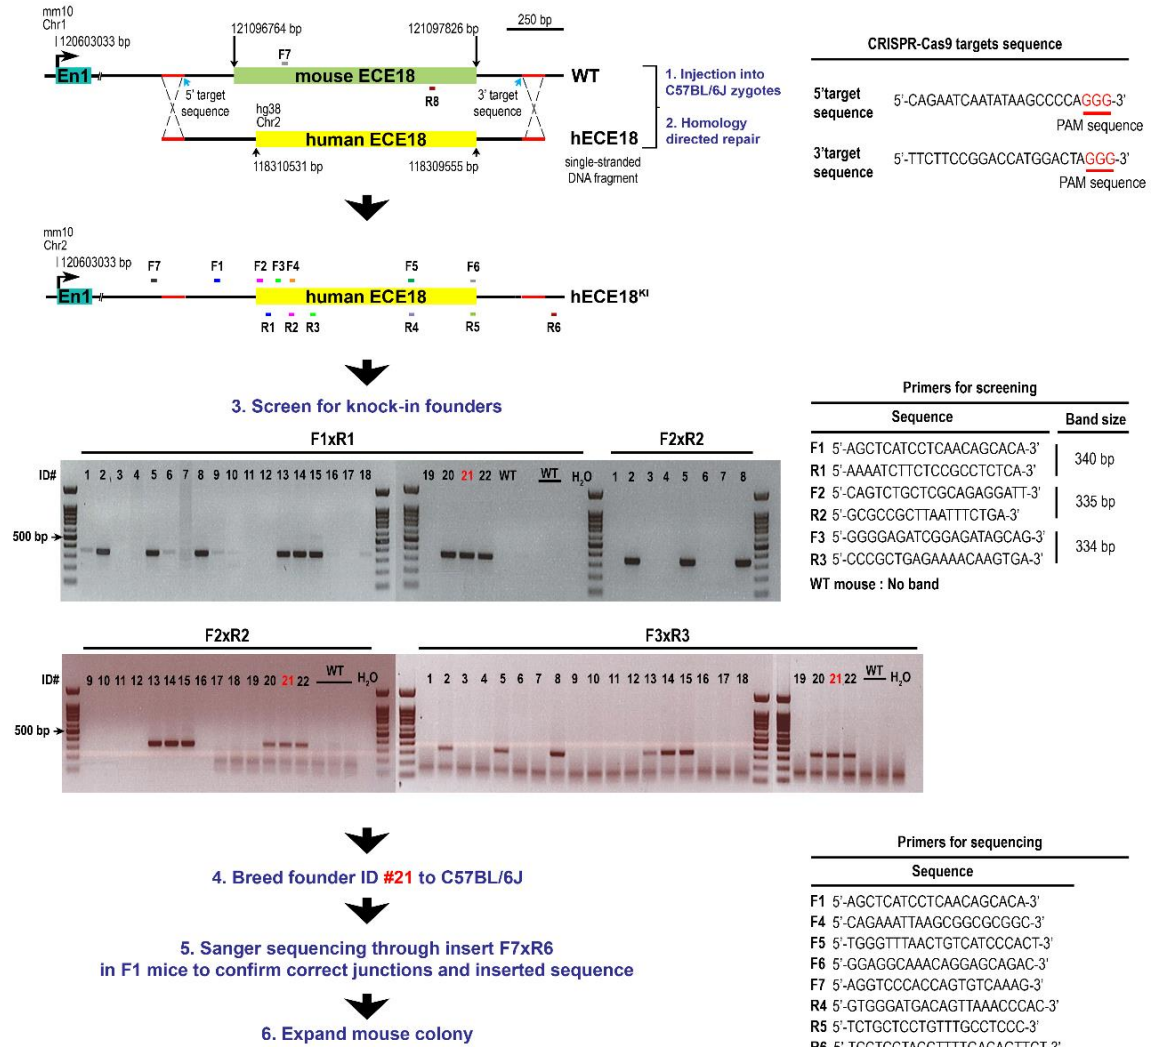 mm10
Chr1
120603033 bp
121096764 bp
121097826 bp
250 bp
F7
En1
mouse ECE18
WT
5' target
sequence
3' target
sequence
R8
hg38
Chr2
human ECE18
hECE18
118310531 bp
118309555 bp
single-stranded
DNA fragment
1. Injection into
C57BL/6J zygotes
2. Homology
directed repair
CRISPR-Cas9 targets sequence
5'target
sequence
5'-CAGAATCAATATAAGCCCCAGGG-3'
PAM sequence
3'target
sequence
5'-TTCTTCCGGACCATGGACTAGGG-3'
PAM sequence
mm10
Chr2
120603033 bp
F7 F1 F2 F3 F4 F5 F6
En1
human ECE18
hECE18KI
R1 R2 R3 R4 R5 R6
3. Screen for knock-in founders
F1xR1 F2xR2
ID# 1 2 3 4 5 6 7 8 9 10 11 12 13 14 15 16 17 18 19 20 21 22 WT WT H2O 1 2 3 4 5 6 7 8
500 bp
Primers for screening
Sequence Band size
F1 5'-AGCTCATCCTCAACAGCACA-3'
R1 5'-AAAATCTTCTCCGCCTCTCA-3'
340 bp
F2 5'-CAGTCTGCTCGCAGAGGATT-3'
R2 5'-GCGCCGCTTAATTTCTGA-3'
335 bp
F3 5'-GGGGAGATCGGAGATAGCAG-3'
R3 5'-CCCGCTGAGAAAACAAGTGA-3'
334 bp
WT mouse : No band
F2xR2 F3xR3
ID# 9 10 11 12 13 14 15 16 17 18 19 20 21 22 WT H2O 1 2 3 4 5 6 7 8 9 10 11 12 13 14 15 16 17 18 19 20 21 22 WT H2O
500 bp
4. Breed founder ID #21 to C57BL/6J
5. Sanger sequencing through insert F7xR6
in F1 mice to confirm correct junctions and inserted sequence
6. Expand mouse colony
Primers for sequencing
Sequence
F1 5'-AGCTCATCCTCAACAGCACA-3'
F4 5'-CAGAAATTAAGCGGCGCGGC-3'
F5 5'-TGGGTTTAACTGTCATCCCACT-3'
F6 5'-GGAGGCAAACAGGAGCAGAC-3'
F7 5'-AGGTCCCACCAGTGTCAAAG-3'
R4 5'-GTGGGATGACAGTTAAACCCAC-3'
R5 5'-TCTGCTCCTGTTTGCCTCCC-3'
R6